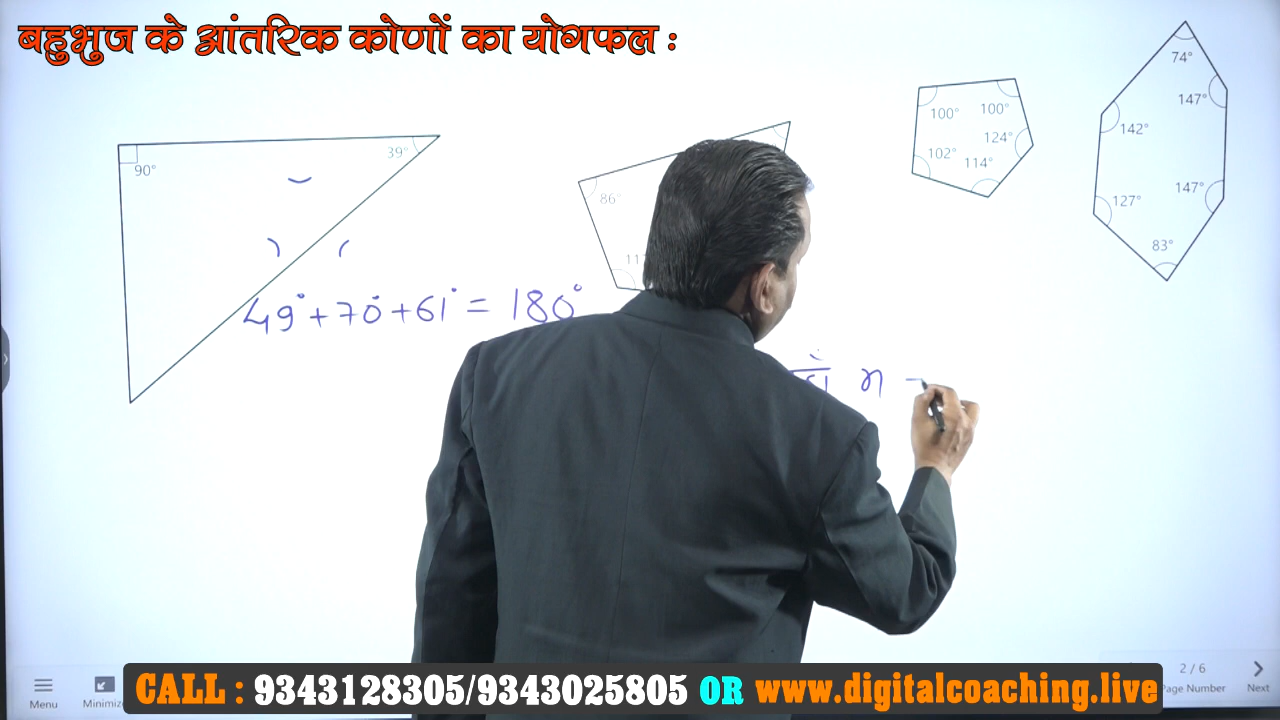 बहुभुज के आंतरिक कोणों का योगफल :
90°
39°
86°
100°
100°
124°
102°
114°
74°
147°
142°
147°
127°
83°
49° + 70° + 61° = 180°
n
Menu
Minimiz
2 / 6
Page Number
Next
CALL : 9343128305/9343025805 OR www.digitalcoaching.live